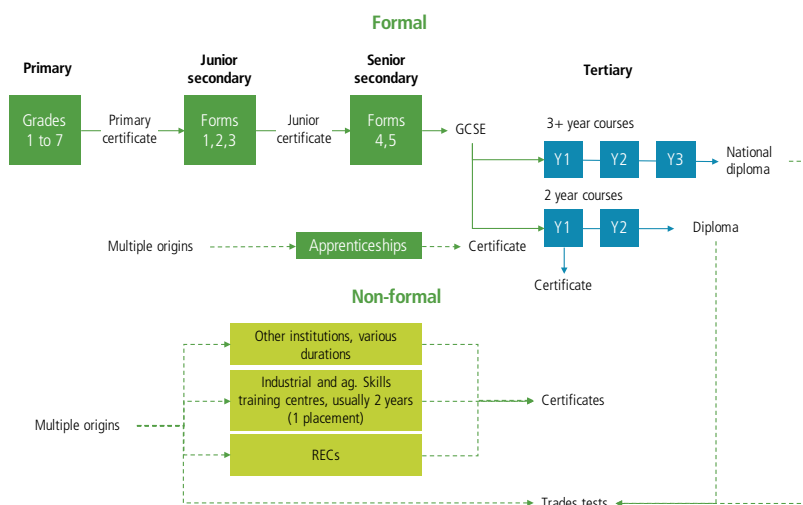 Formal
Primary
Junior
secondary
Senior
secondary
Tertiary
Grades
1 to 7
Primary
certificate
Forms
1,2,3
Junior
certificate
Forms
4,5
GCSE
3+ year courses
Y1
Y2
Y3
National
diploma
2 year courses
Y1
Y2
Diploma
Certificate
Multiple origins
Apprenticeships
Certificate
Non-formal
Other institutions, various
durations
Industrial and ag. Skills
training centres, usually 2 years
(1 placement)
RECs
Multiple origins
Certificates
Trades tests